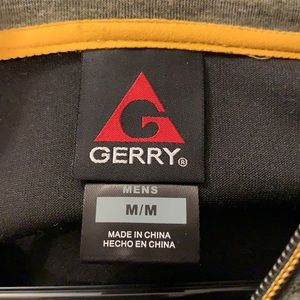 GERRY®
MENS
M/M
MADE IN CHINA
HECHO EN CHINA